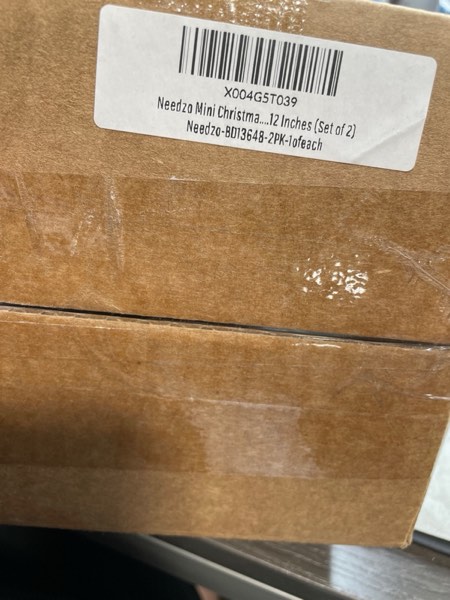 X004G5T039
Needzo Mini Christma....12 Inches (Set of 2)
Needzo-BD13648-2PK-1ofeach